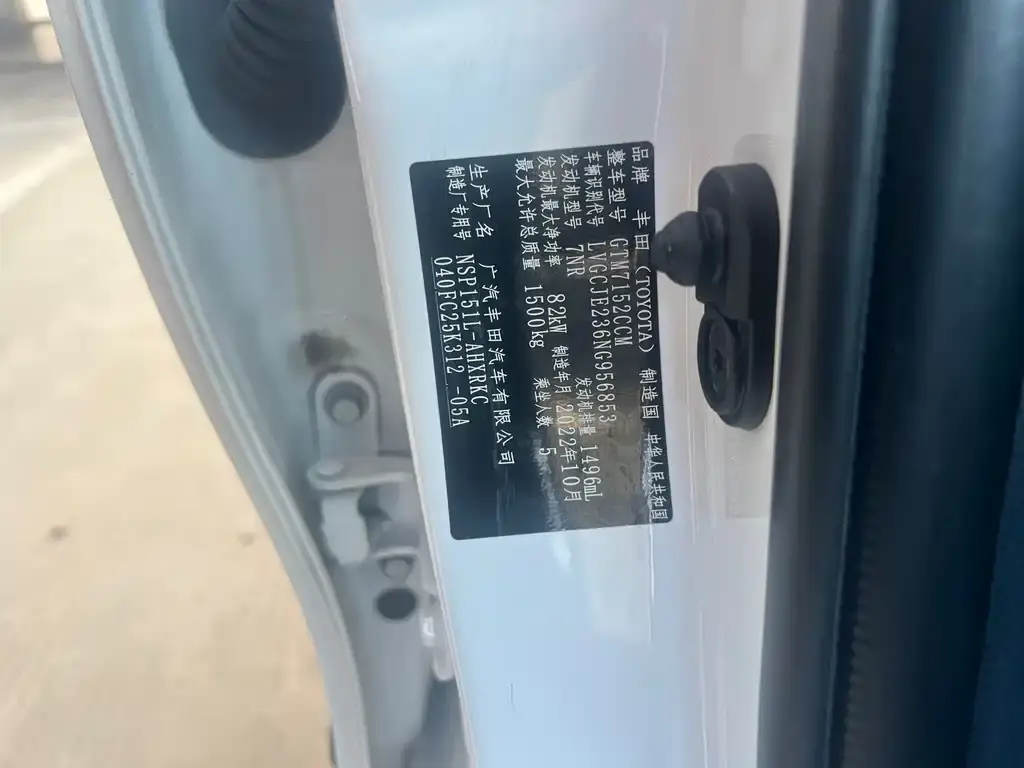 品牌 丰田(TOYOTA) 制造国 中华人民共和国
整车型号 GTM7152GCM
车辆识别代号 LVGCJE236NG956853
发动机型号 7NR 发动机排量 1496mL
发动机最大净功率 82kW 制造年月 2022年10月
最大允许总质量 1500kg 乘坐人数 5
生产厂名 广汽丰田汽车有限公司
制造厂专用号 NSP151L-AHXRKC
040FC25K312 -05A